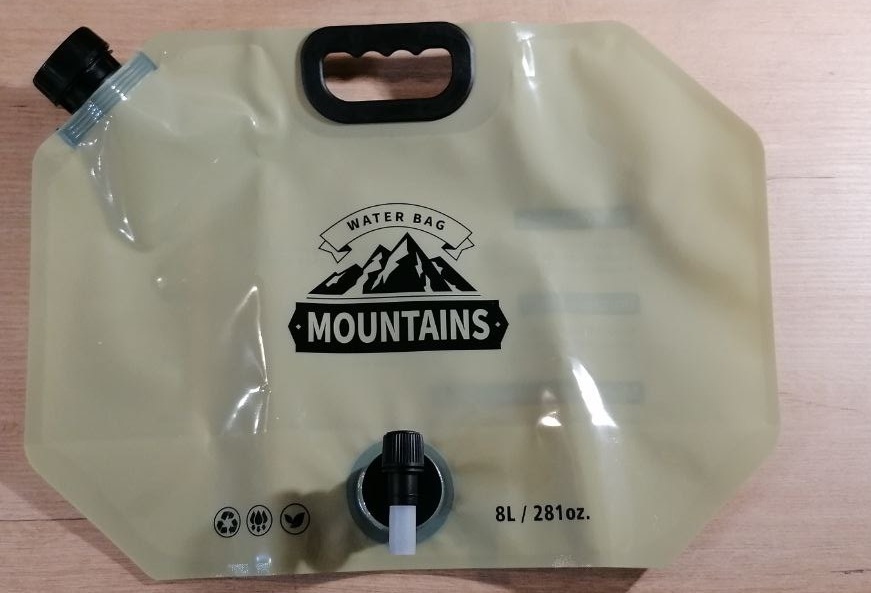 WATER BAG
MOUNTAINS
8L / 281oz.